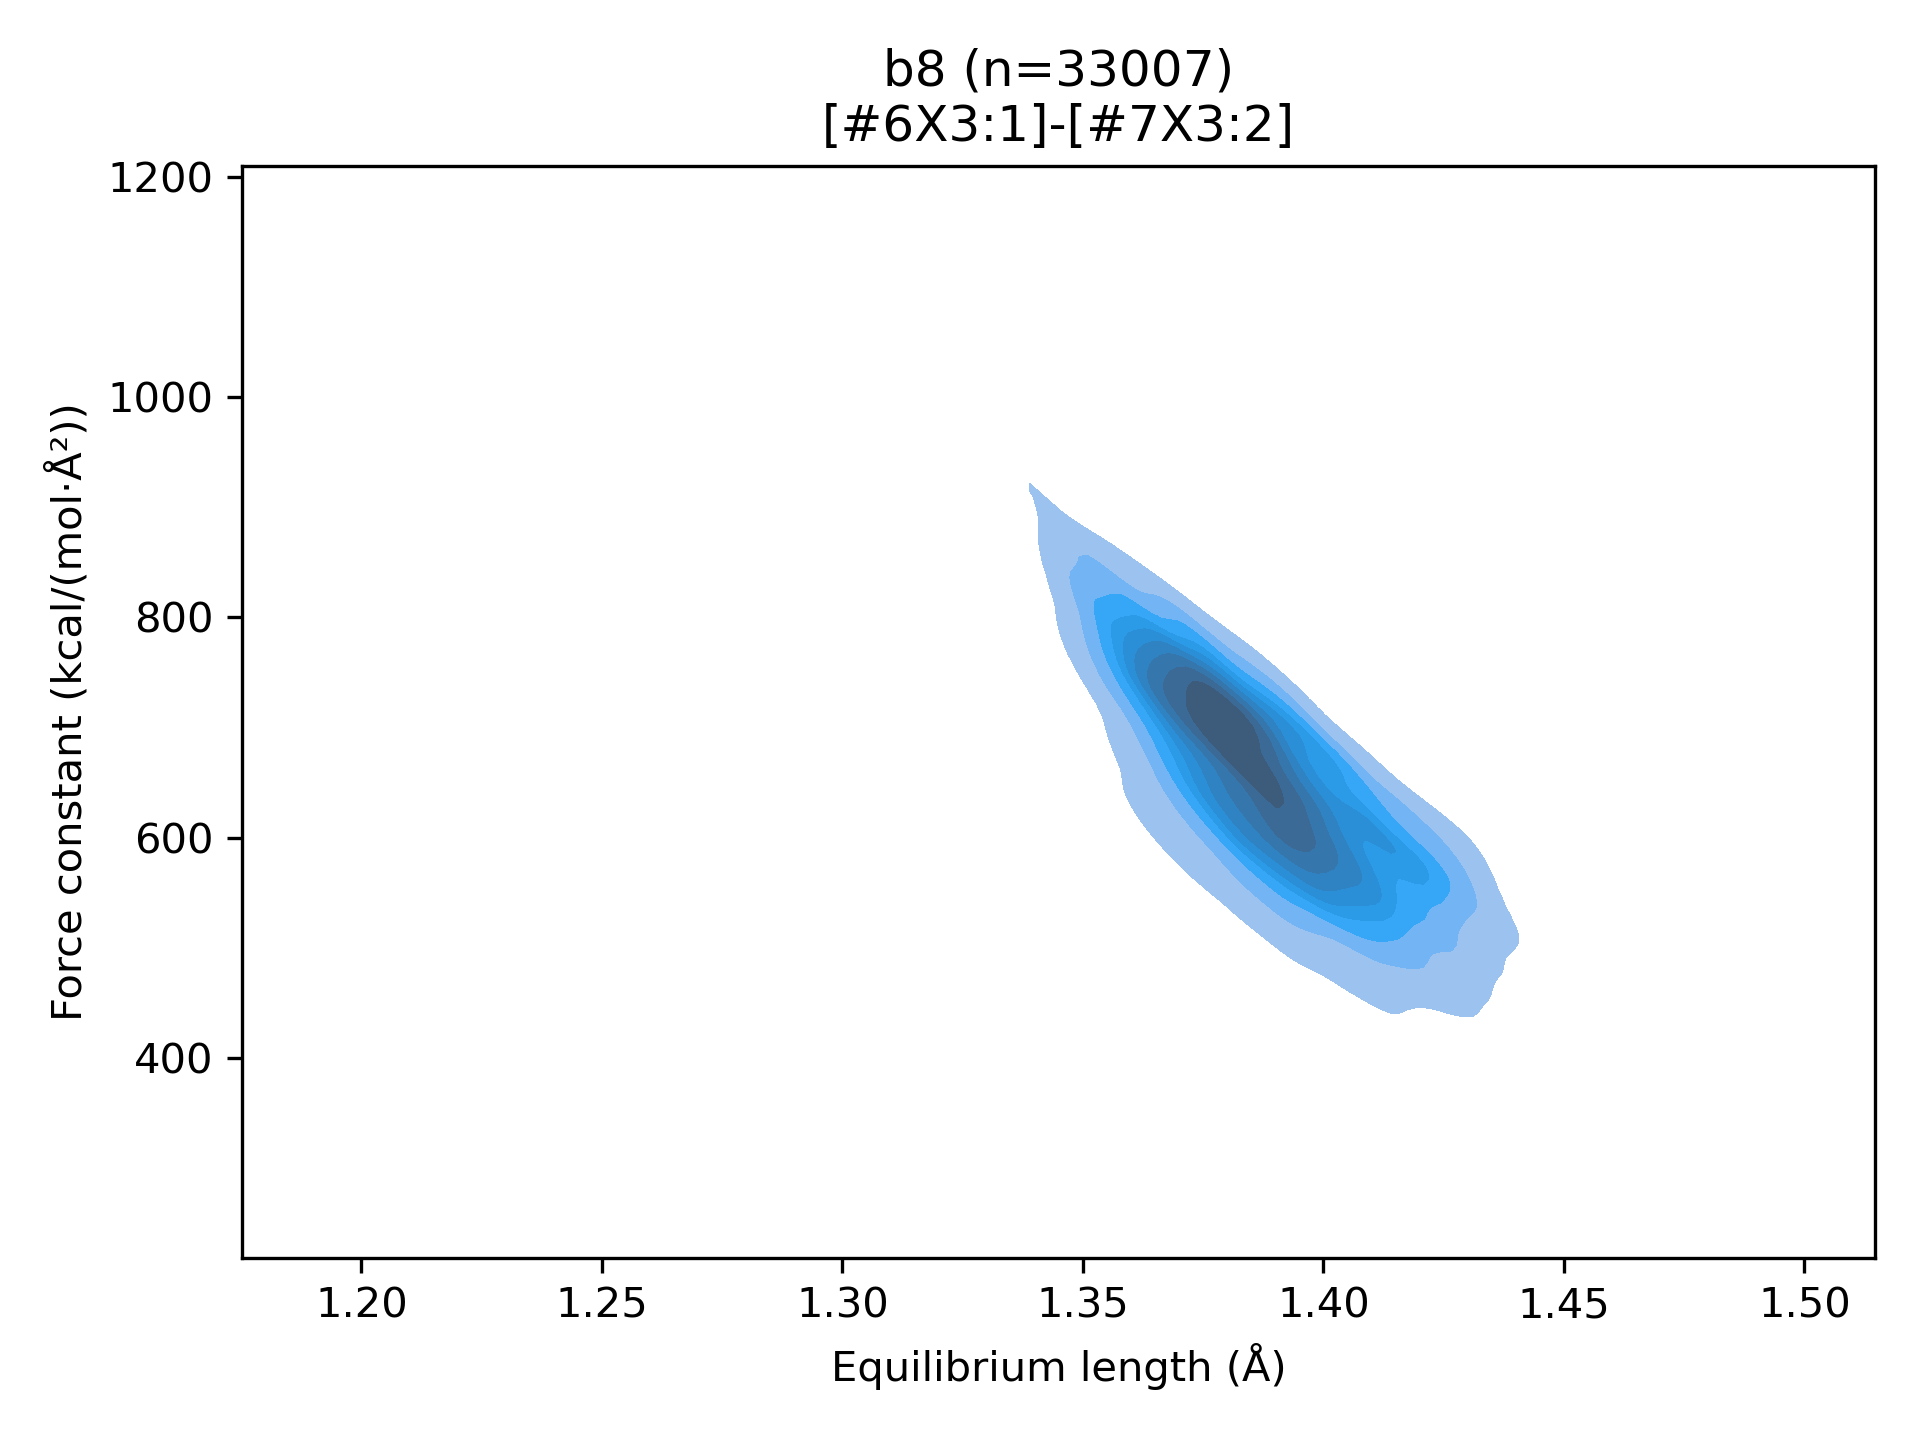 b8 (n=33007)
[#6X3:1]-[#7X3:2]
1200
1000
800
600
400
Force constant (kcal/(mol·Å²))
1.20 1.25 1.30 1.35 1.40 1.45 1.50
Equilibrium length (Å)